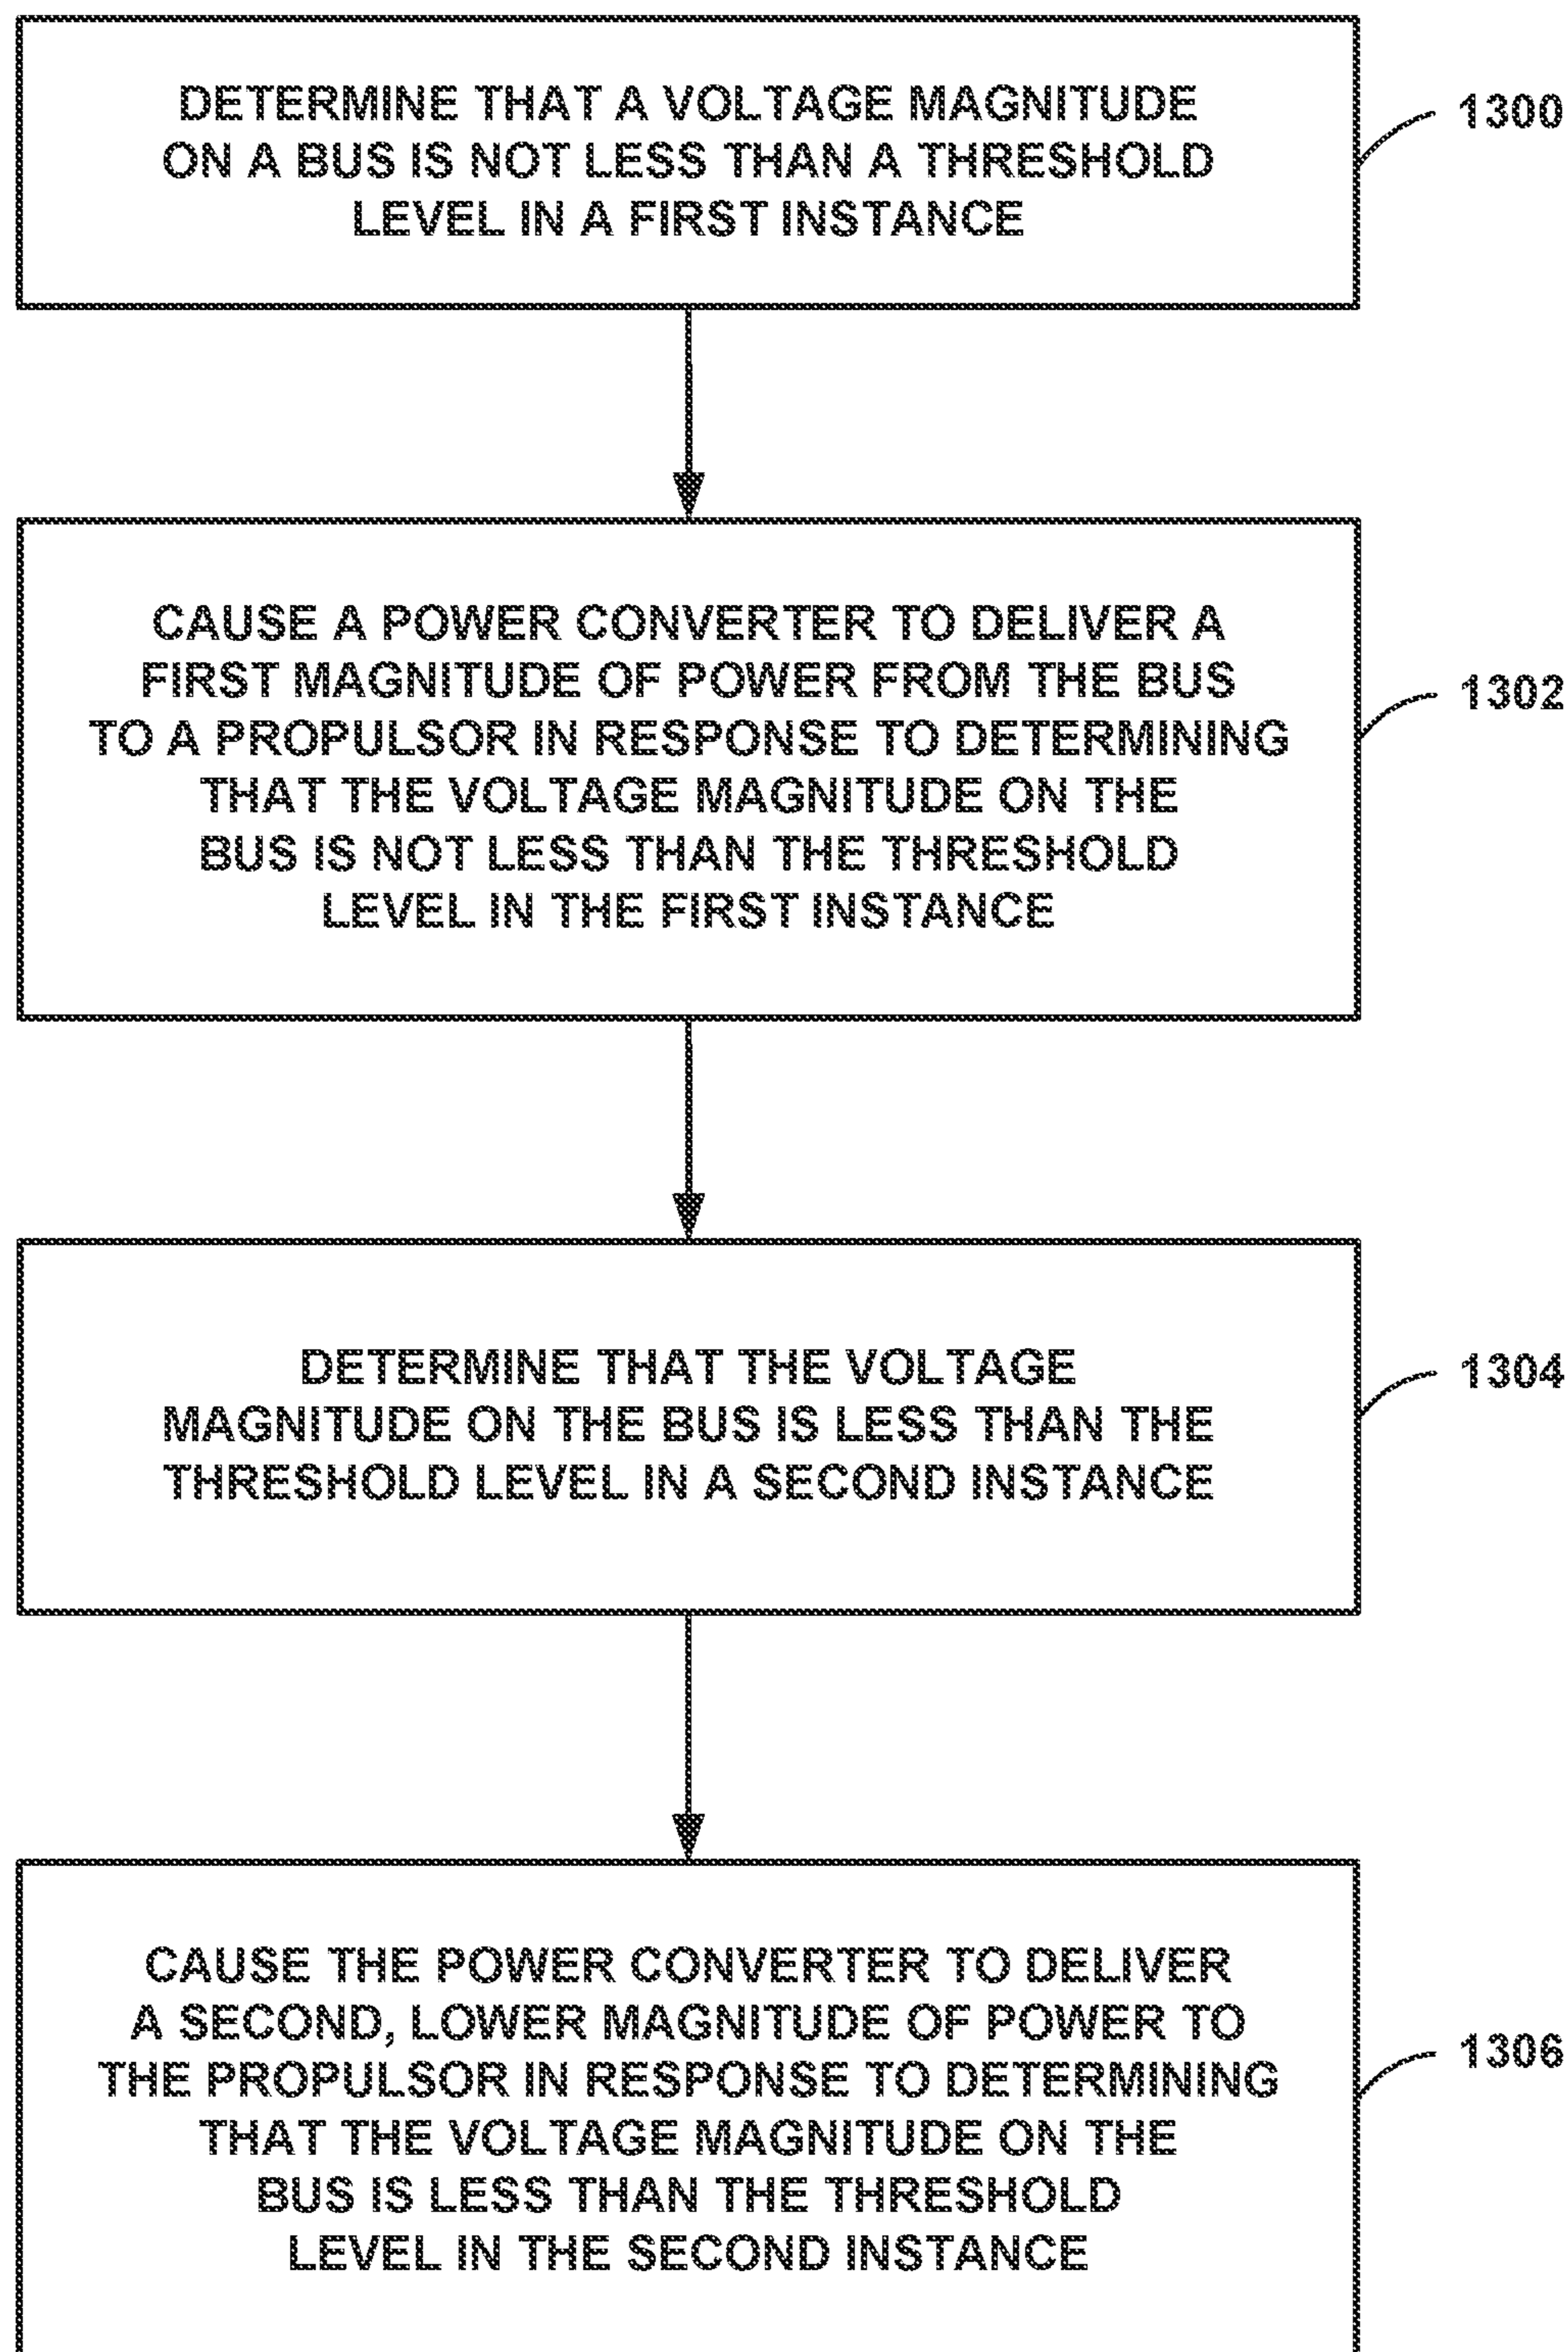 DETERMINE THAT A VOLTAGE MAGNITUDE
ON A BUS IS NOT LESS THAN A THRESHOLD
LEVEL IN A FIRST INSTANCE
1300
CAUSE A POWER CONVERTER TO DELIVER A
FIRST MAGNITUDE OF POWER FROM THE BUS
TO A PROPULSOR IN RESPONSE TO DETERMINING
THAT THE VOLTAGE MAGNITUDE ON THE
BUS IS NOT LESS THAN THE THRESHOLD
LEVEL IN THE FIRST INSTANCE
1302
DETERMINE THAT THE VOLTAGE
MAGNITUDE ON THE BUS IS LESS THAN THE
THRESHOLD LEVEL IN A SECOND INSTANCE
1304
CAUSE THE POWER CONVERTER TO DELIVER
A SECOND, LOWER MAGNITUDE OF POWER TO
THE PROPULSOR IN RESPONSE TO DETERMINING
THAT THE VOLTAGE MAGNITUDE ON THE
BUS IS LESS THAN THE THRESHOLD
LEVEL IN THE SECOND INSTANCE
1306